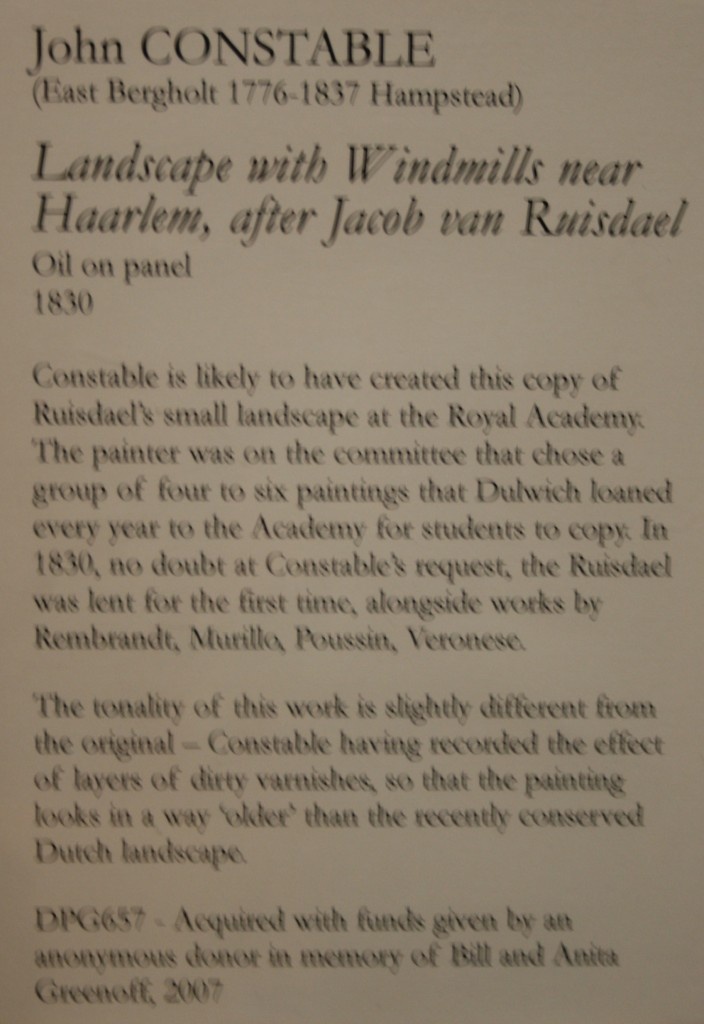 John CONSTABLE
(East Bergholt 1776-1837 Hampstead)
Landscape with Windmills near
Haarlem, after Jacob van Ruisdael
Oil on panel
1830
Constable is likely to have created this copy of
Ruisdael's small landscape at the Royal Academy.
The painter was on the committee that chose a
group of four to six paintings that Dulwich loaned
every year to the Academy for students to copy. In
1830, no doubt at Constable's request, the Ruisdael
was lent for the first time, alongside works by
Rembrandt, Murillo, Poussin, Veronese.
The tonality of this work is slightly different from
the original – Constable having recorded the effect
of layers of dirty varnishes, so that the painting
looks in a way 'older' than the recently conserved
Dutch landscape.
DPG657 - Acquired with funds given by an
anonymous donor in memory of Bill and Anita
Greenoff, 2007